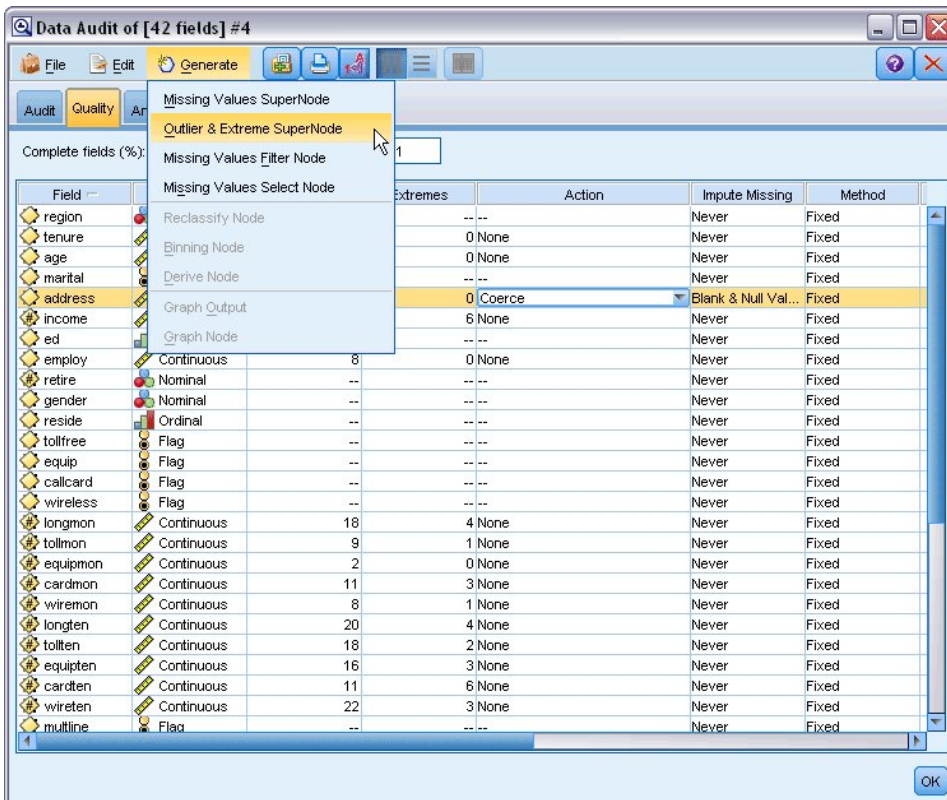 Data Audit of [42 fields] #4
File Edit Generate
Audit Quality An
Missing Values SuperNode
Outlier & Extreme SuperNode
Missing Values Filter Node
Missing Values Select Node
Reclassify Node
Binning Node
Derive Node
Graph Output
Graph Node
Complete fields (%): 1
Field Extremes Action Impute Missing Method
region -- -- Never Fixed
tenure 0 None Never Fixed
age 0 None Never Fixed
marital -- -- Never Fixed
address 0 Coerce Blank & Null Val... Fixed
income 6 None Never Fixed
ed -- -- Never Fixed
employ Continuous 8 0 None Never Fixed
retire Nominal -- -- -- Never Fixed
gender Nominal -- -- -- Never Fixed
reside Ordinal -- -- -- Never Fixed
tollfree Flag -- -- -- Never Fixed
equip Flag -- -- -- Never Fixed
callcard Flag -- -- -- Never Fixed
wireless Flag -- -- -- Never Fixed
longmon Continuous 18 4 None Never Fixed
tollmon Continuous 9 1 None Never Fixed
equipmon Continuous 2 0 None Never Fixed
cardmon Continuous 11 3 None Never Fixed
wiremon Continuous 8 1 None Never Fixed
longten Continuous 20 4 None Never Fixed
tollten Continuous 18 2 None Never Fixed
equipten Continuous 16 3 None Never Fixed
cardten Continuous 11 6 None Never Fixed
wireten Continuous 22 3 None Never Fixed
multline Flag -- -- -- Never Fixed
OK